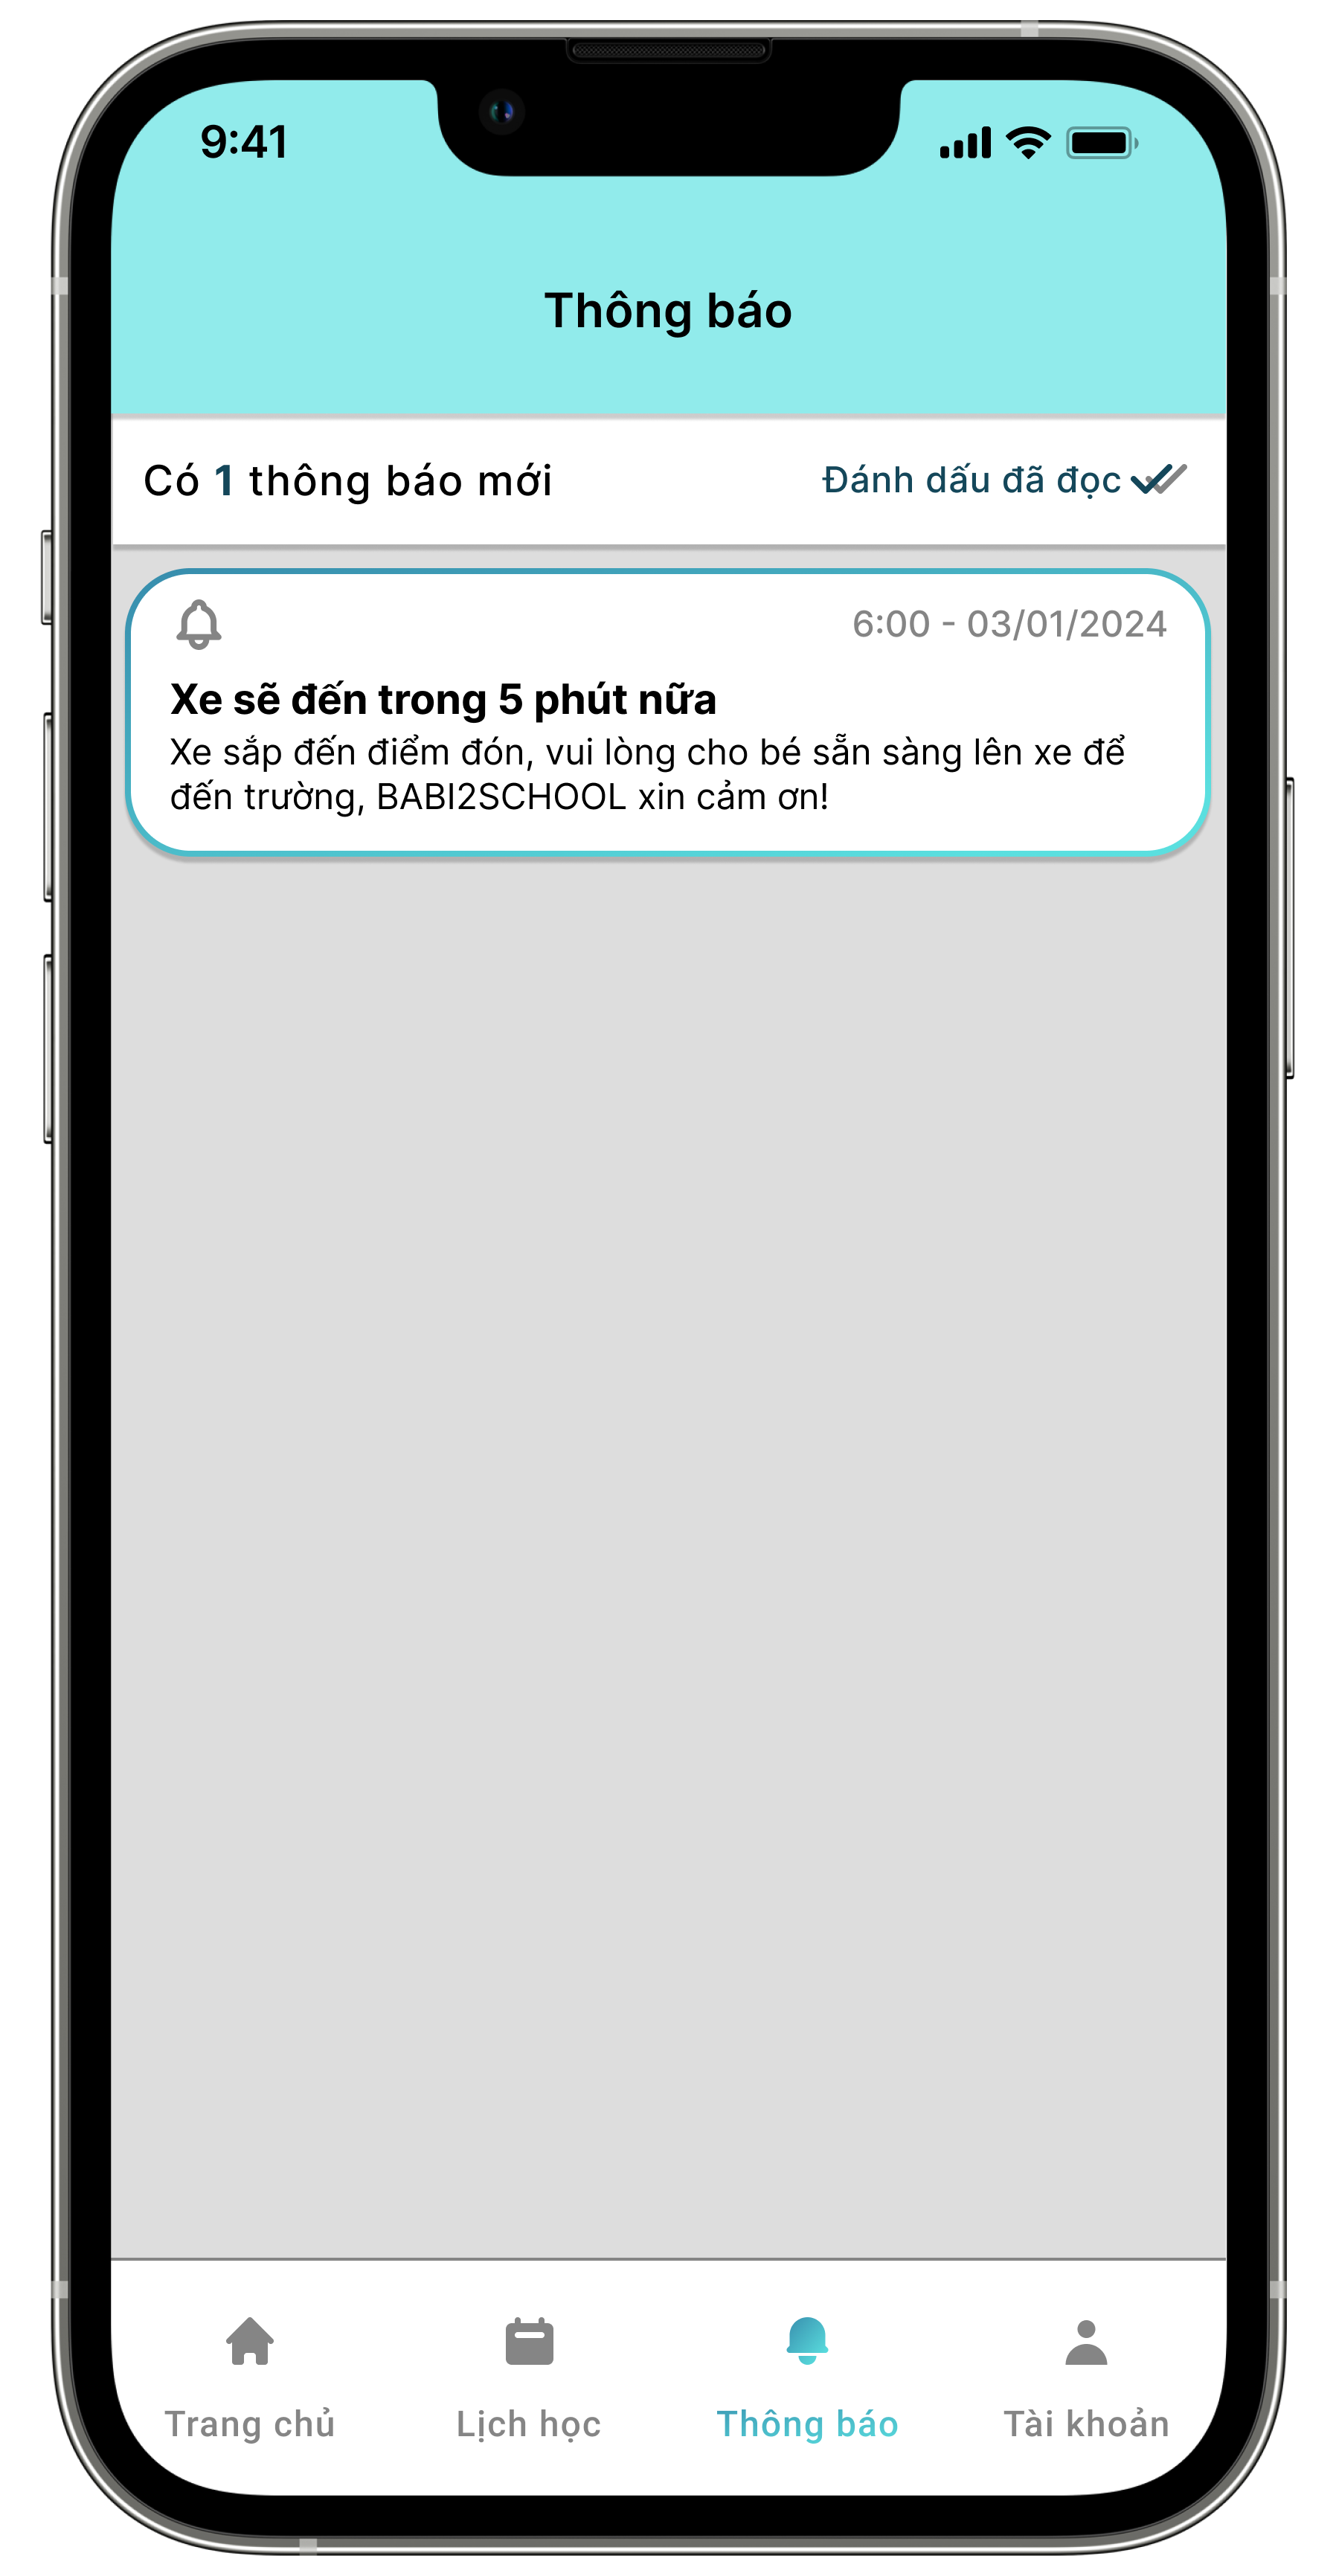 9:41
Thông báo
Có 1 thông báo mới
Đánh dấu đã đọc
6:00 - 03/01/2024
Xe sẽ đến trong 5 phút nữa
Xe sắp đến điểm đón, vui lòng cho bé sẵn sàng lên xe để
đến trường, BABI2SCHOOL xin cảm ơn!
Trang chủ
Lịch học
Thông báo
Tài khoản